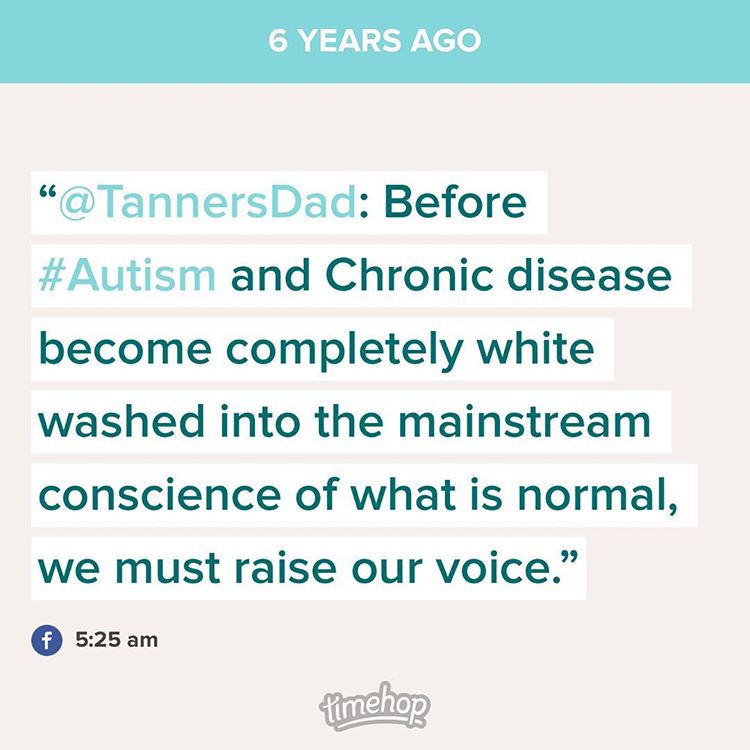 6 YEARS AGO
“@TannersDad: Before
#Autism and Chronic disease
become completely white
washed into the mainstream
conscience of what is normal,
we must raise our voice.”
f 5:25 am
timehop